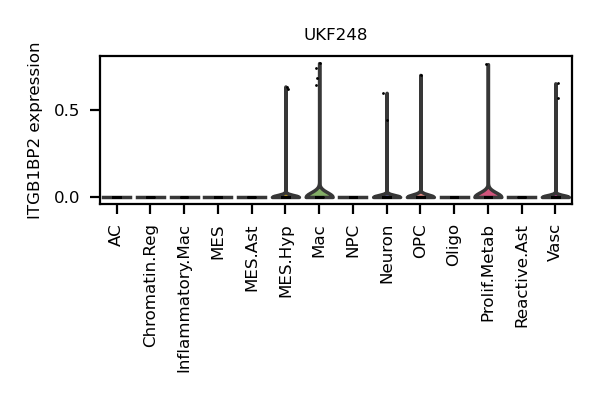 UKF248
ITGB1BP2 expression
0.5
0.0
AC
Chromatin.Reg
Inflammatory.Mac
MES
MES.Ast
MES.Hyp
Mac
NPC
Neuron
OPC
Oligo
Prolif.Metab
Reactive.Ast
Vasc